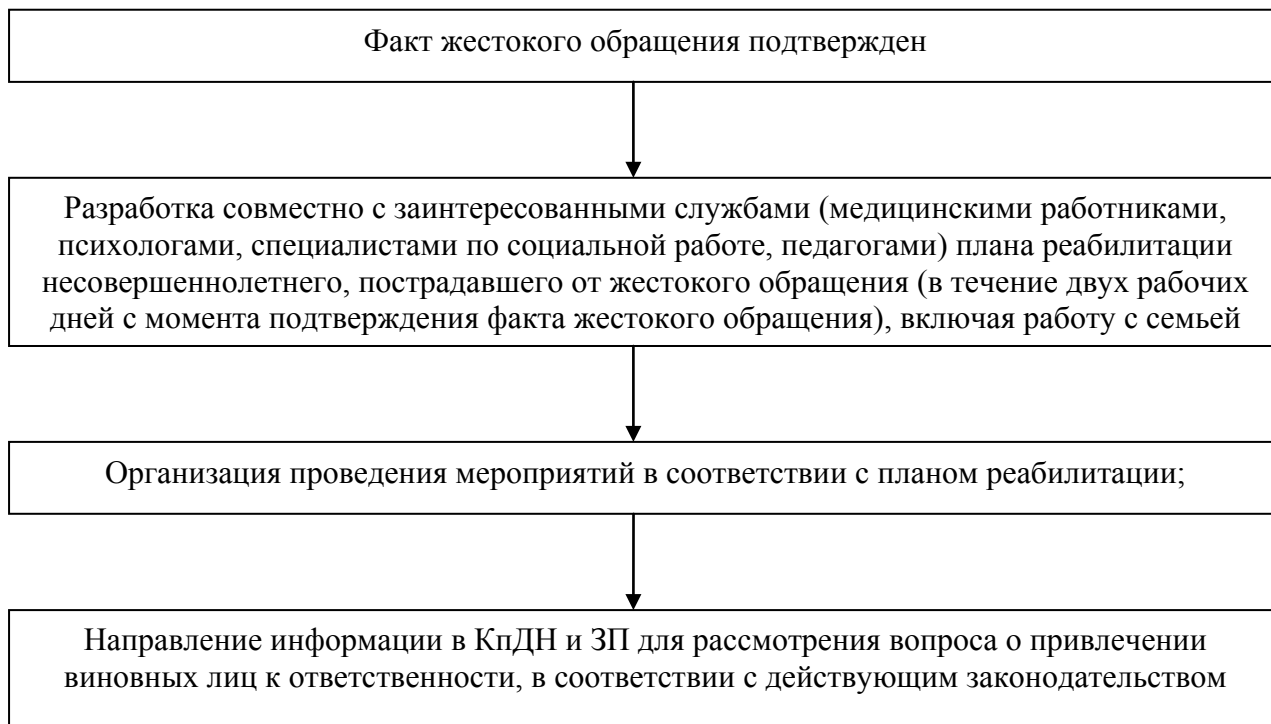 Факт жестокого обращения подтвержден
Разработка совместно с заинтересованными службами (медицинскими работниками,
психологами, специалистами по социальной работе, педагогами) плана реабилитации
несовершеннолетнего, пострадавшего от жестокого обращения (в течение двух рабочих
дней с момента подтверждения факта жестокого обращения), включая работу с семьей
Организация проведения мероприятий в соответствии с планом реабилитации;
Направление информации в КпДН и ЗП для рассмотрения вопроса о привлечении
виновных лиц к ответственности, в соответствии с действующим законодательством